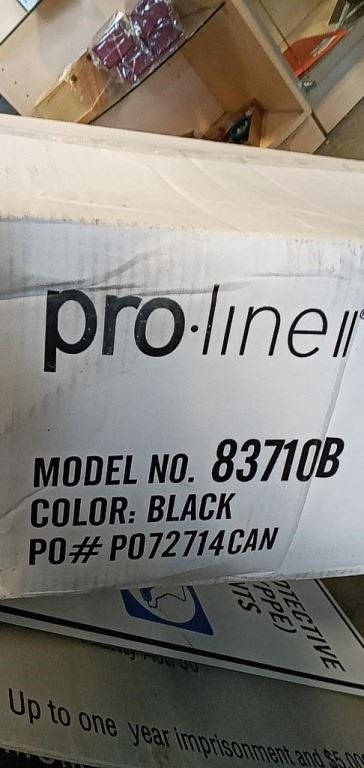 pro·line II®
MODEL NO. 83710B
COLOR: BLACK
PO# P072714CAN
Up to one year imprisonment and